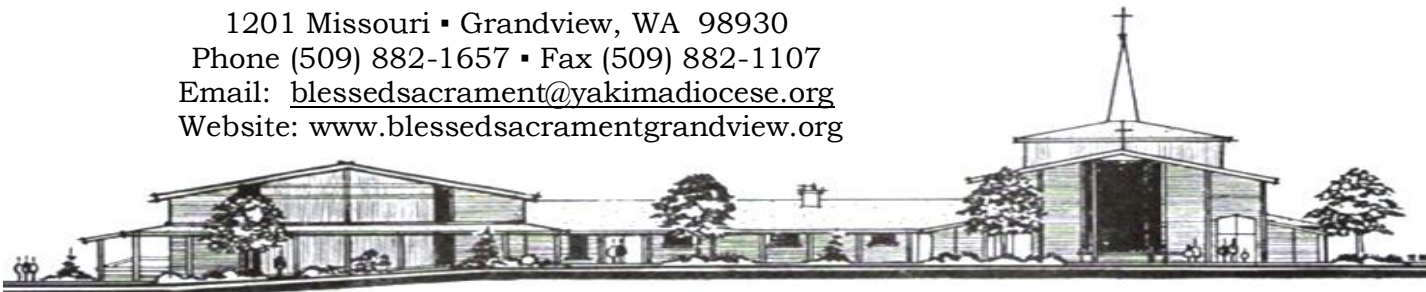 1201 Missouri ▪ Grandview, WA  98930
Phone (509) 882-1657 ▪ Fax (509) 882-1107
Email:  blessedsacrament@yakimadiocese.org
Website: www.blessedsacramentgrandview.org